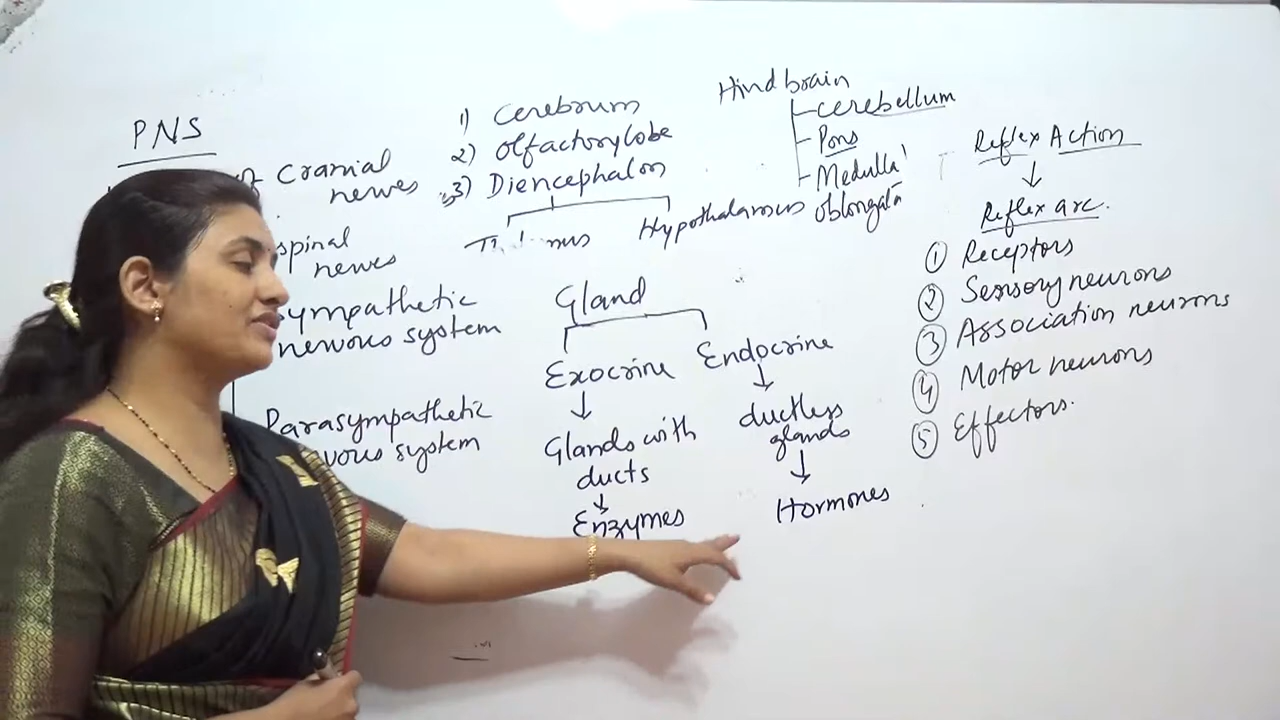 PNS
Cranial
nerves
spinal
nerves
sympathetic
nervous system
Parasympathetic
system
1) Cerebrum
2) Olfactory lobe
3) Diencephalon
Hypothalamus
Hind brain
cerebellum
Pons
Medulla
oblongata
Gland
Exocrine
Glands with
ducts
Enzymes
Endocrine
ductless
glands
Hormones
Reflex Action
Reflex arc.
1 Receptors
2 Sensory neurons
3 Association neurons
4 Motor neurons
5 Effectors.